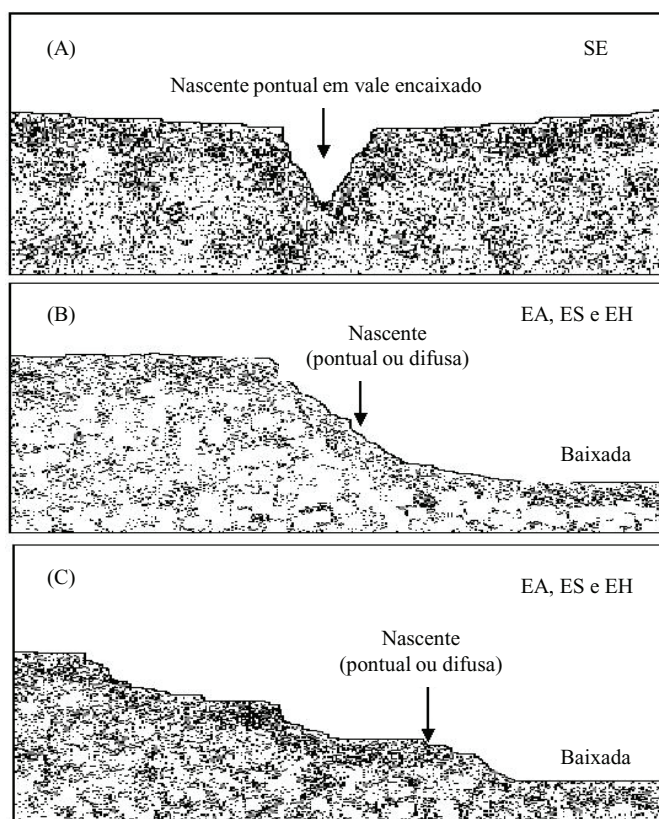 (A)
SE
Nascente pontual em vale encaixado
(B)
EA, ES e EH
Nascente
(pontual ou difusa)
Baixada
(C)
EA, ES e EH
Nascente
(pontual ou difusa)
Baixada